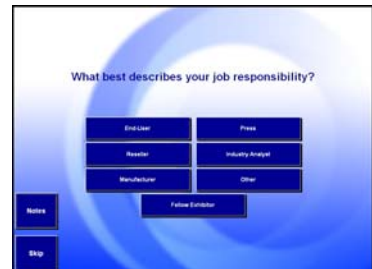 What best describes your job responsibility?
End-User Press
Reseller Industry Analyst
Manufacturer Other
Fellow Exhibitor
Notes
Skip